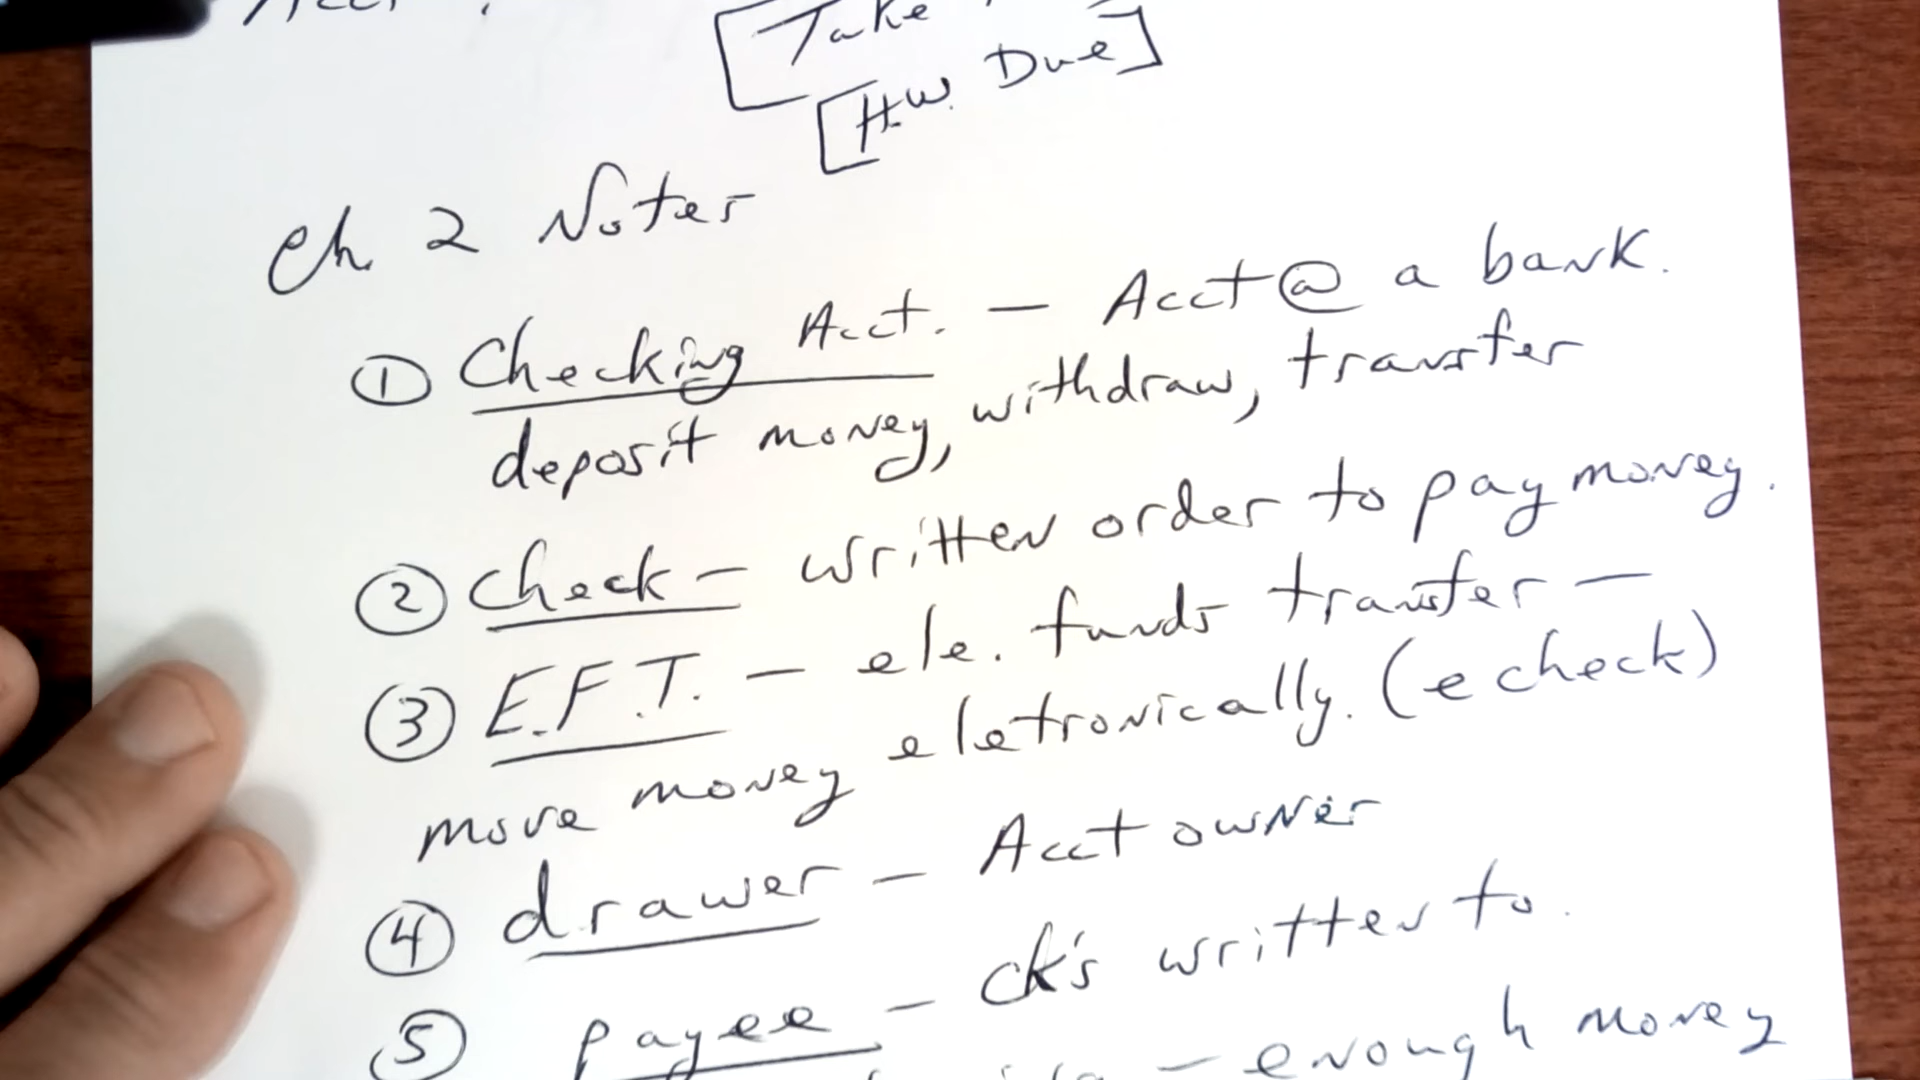 Acct
[Take
[H.W. Due]
Ch. 2 Notes
① Checking Acct. — Acct @ a bank.
deposit money, withdraw, transfer
② Check — written order to pay money.
③ E.F.T. — ele. funds transfer —
move money eletronically. (e check)
④ drawer — Acct owner
⑤ payee — ck's written to.
— enough money